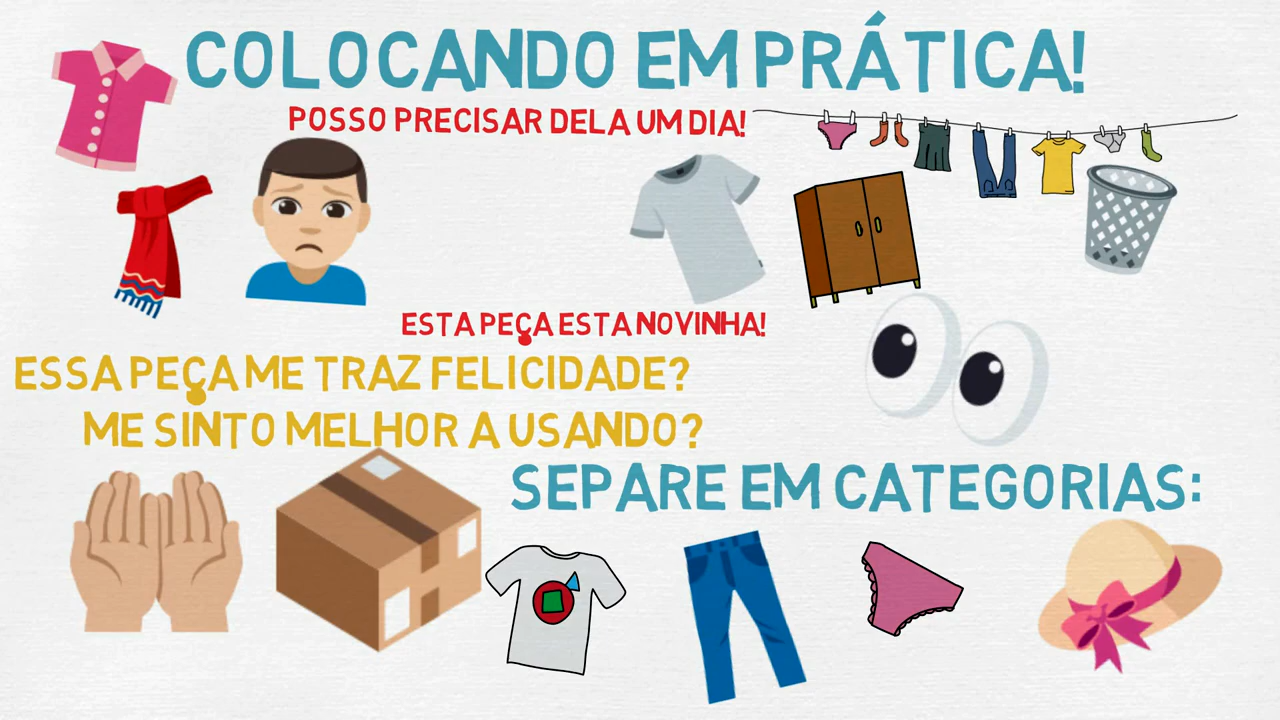 COLOCANDO EM PRÁTICA!
POSSO PRECISAR DELA UM DIA!
ESTA PEÇA ESTA NOVINHA!
ESSA PEÇA ME TRAZ FELICIDADE?
ME SINTO MELHOR A USANDO?
SEPARE EM CATEGORIAS: